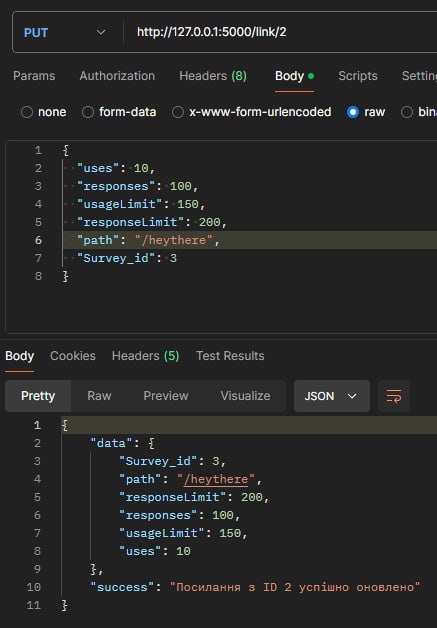 PUT http://127.0.0.1:5000/link/2
Params Authorization Headers (8) Body Scripts
none form-data x-www-form-urlencoded raw
1 {
2 "uses": 10,
3 "responses": 100,
4 "usageLimit": 150,
5 "responseLimit": 200,
6 "path": "/heythere",
7 "Survey_id": 3
8 }
Body Cookies Headers (5) Test Results
Pretty Raw Preview Visualize JSON
1 {
2 "data": {
3 "Survey_id": 3,
4 "path": "/heythere",
5 "responseLimit": 200,
6 "responses": 100,
7 "usageLimit": 150,
8 "uses": 10
9 },
10 "success": "Посилання з ID 2 успішно оновлено"
11 }